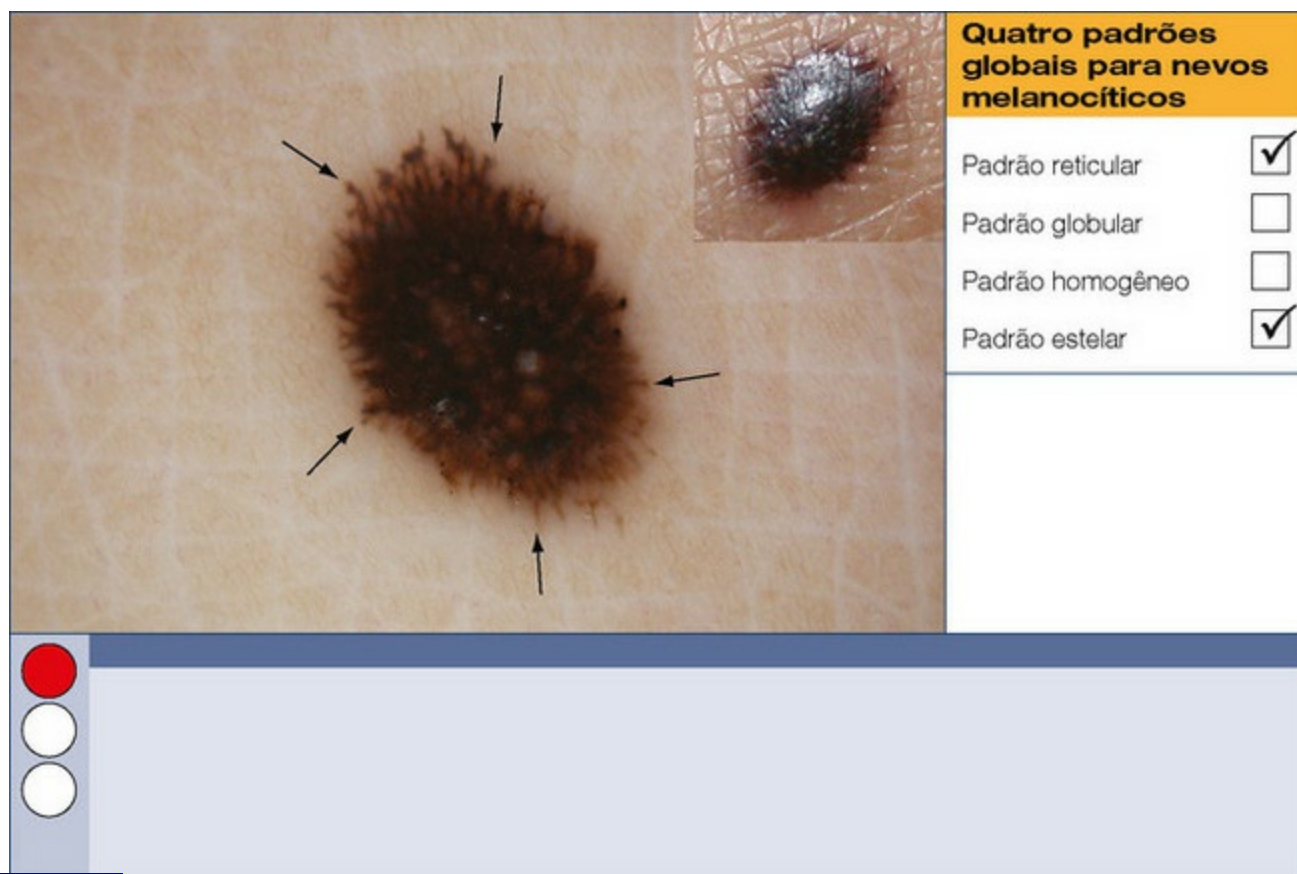 Quatro padrões
globais para nevos
melanocíticos
Padrão reticular
Padrão globular
Padrão homogêneo
Padrão estelar